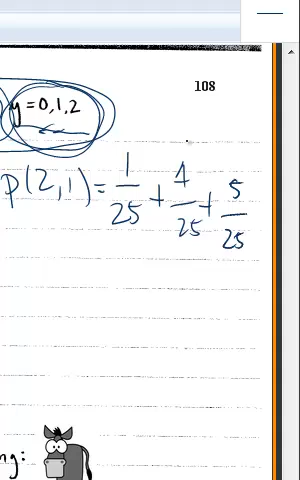 108
y = 0, 1, 2
p(2,1) = 1/25 + 4/25 + 5/25
ng: